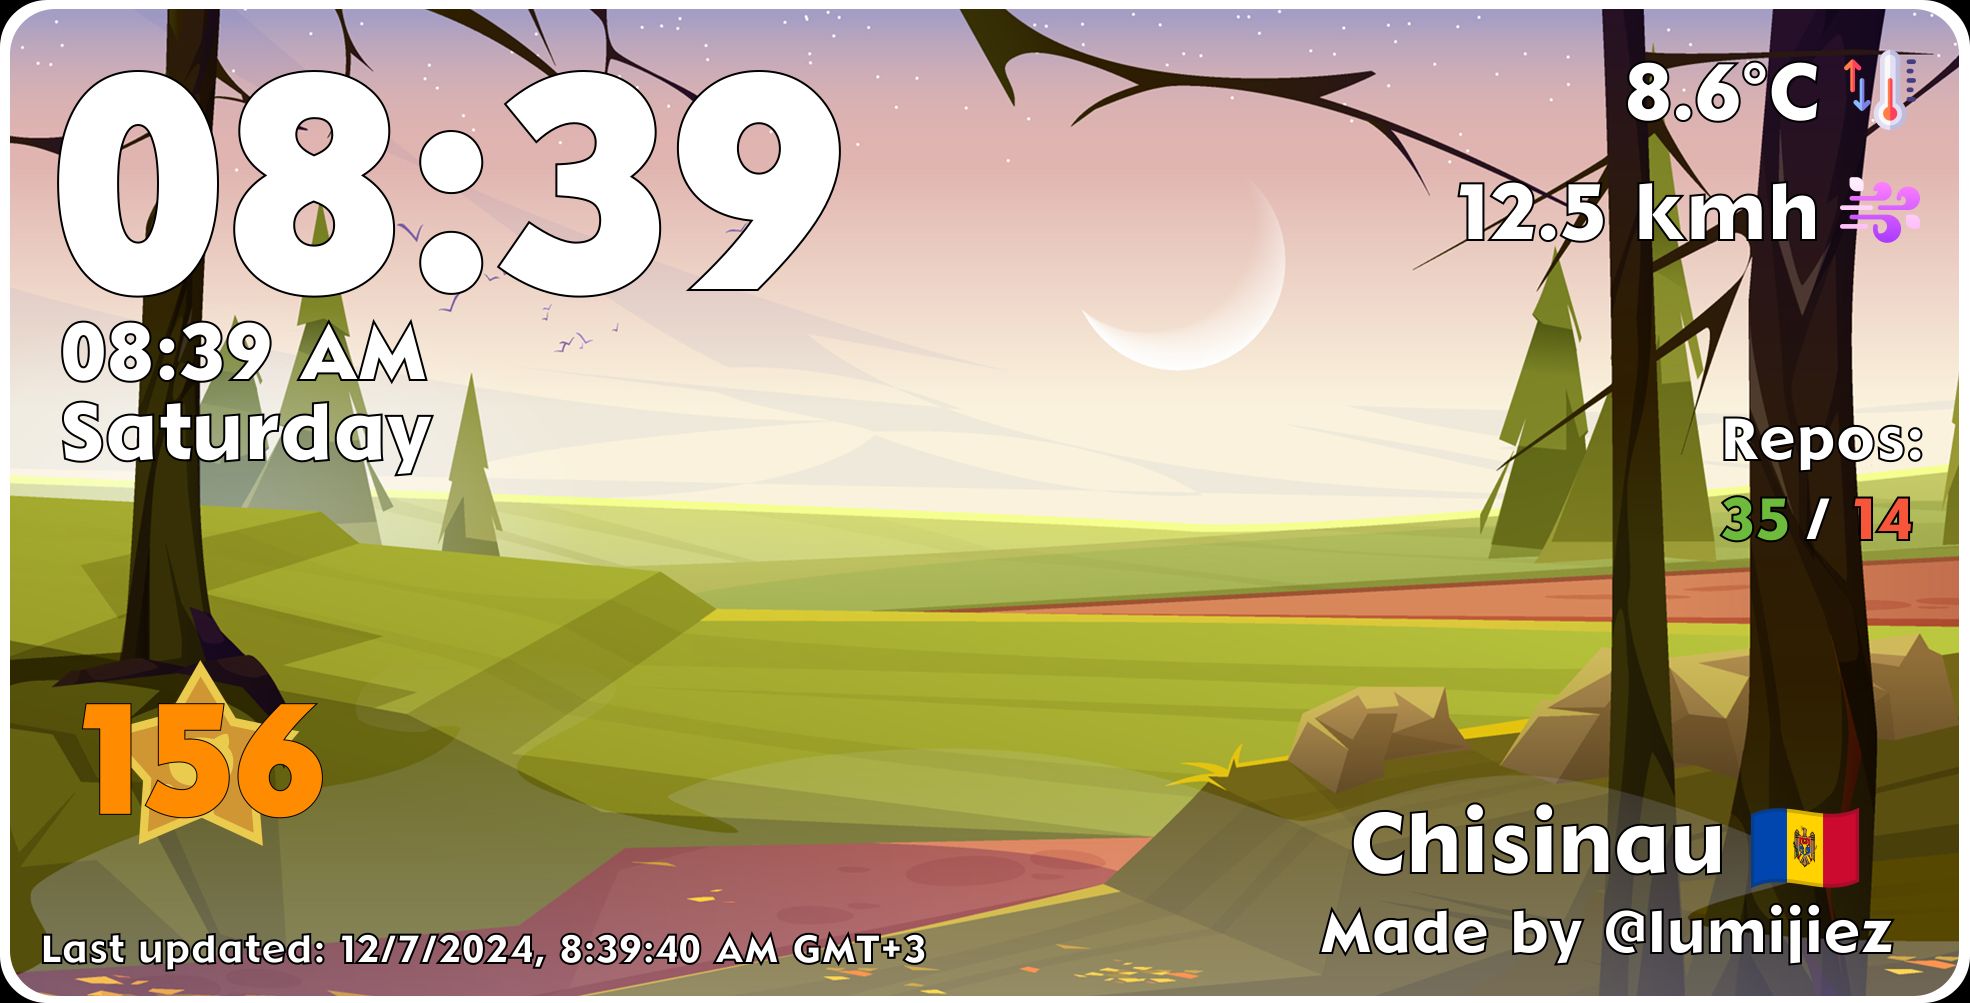 08:39
08:39 AM
Saturday
8.6°C
12.5 kmh
Repos:
35 / 14
156
Chisinau
Made by @lumijiez
Last updated: 12/7/2024, 8:39:40 AM GMT+3